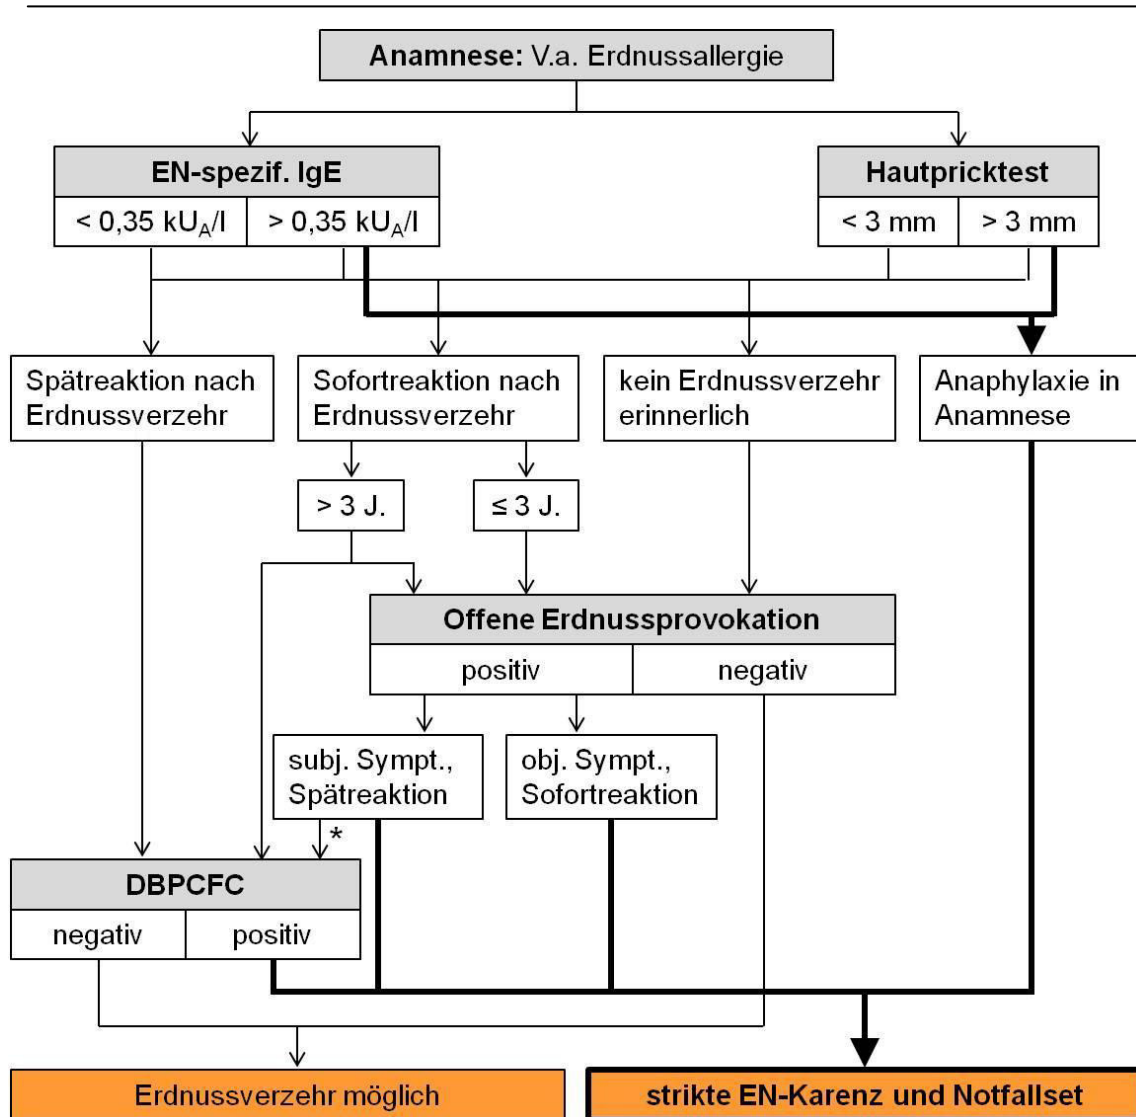 Anamnese: V.a. Erdnussallergie
EN-spezif. IgE
< 0,35 kUA/l
> 0,35 kUA/l
Hautpricktest
< 3 mm
> 3 mm
Spätreaktion nach
Erdnussverzehr
Sofortreaktion nach
Erdnussverzehr
kein Erdnussverzehr
erinnerlich
Anaphylaxie in
Anamnese
> 3 J.
≤ 3 J.
Offene Erdnussprovokation
positiv
negativ
subj. Sympt.,
Spätreaktion
obj. Sympt.,
Sofortreaktion
*
DBPCFC
negativ
positiv
Erdnussverzehr möglich
strikte EN-Karenz und Notfallset